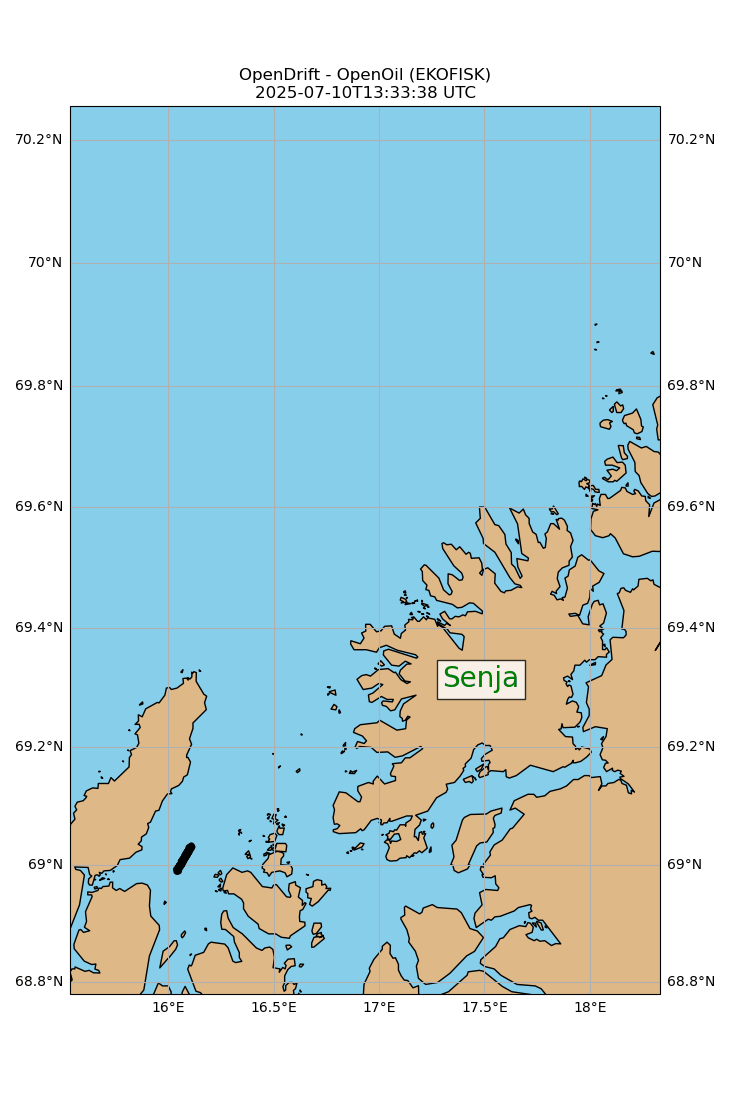 OpenDrift - OpenOil (EKOFISK)
2025-07-10T13:33:38 UTC
70.2°N 70.2°N
70°N 70°N
69.8°N 69.8°N
69.6°N 69.6°N
69.4°N 69.4°N
Senja
69.2°N 69.2°N
69°N 69°N
68.8°N 68.8°N
16°E 16.5°E 17°E 17.5°E 18°E